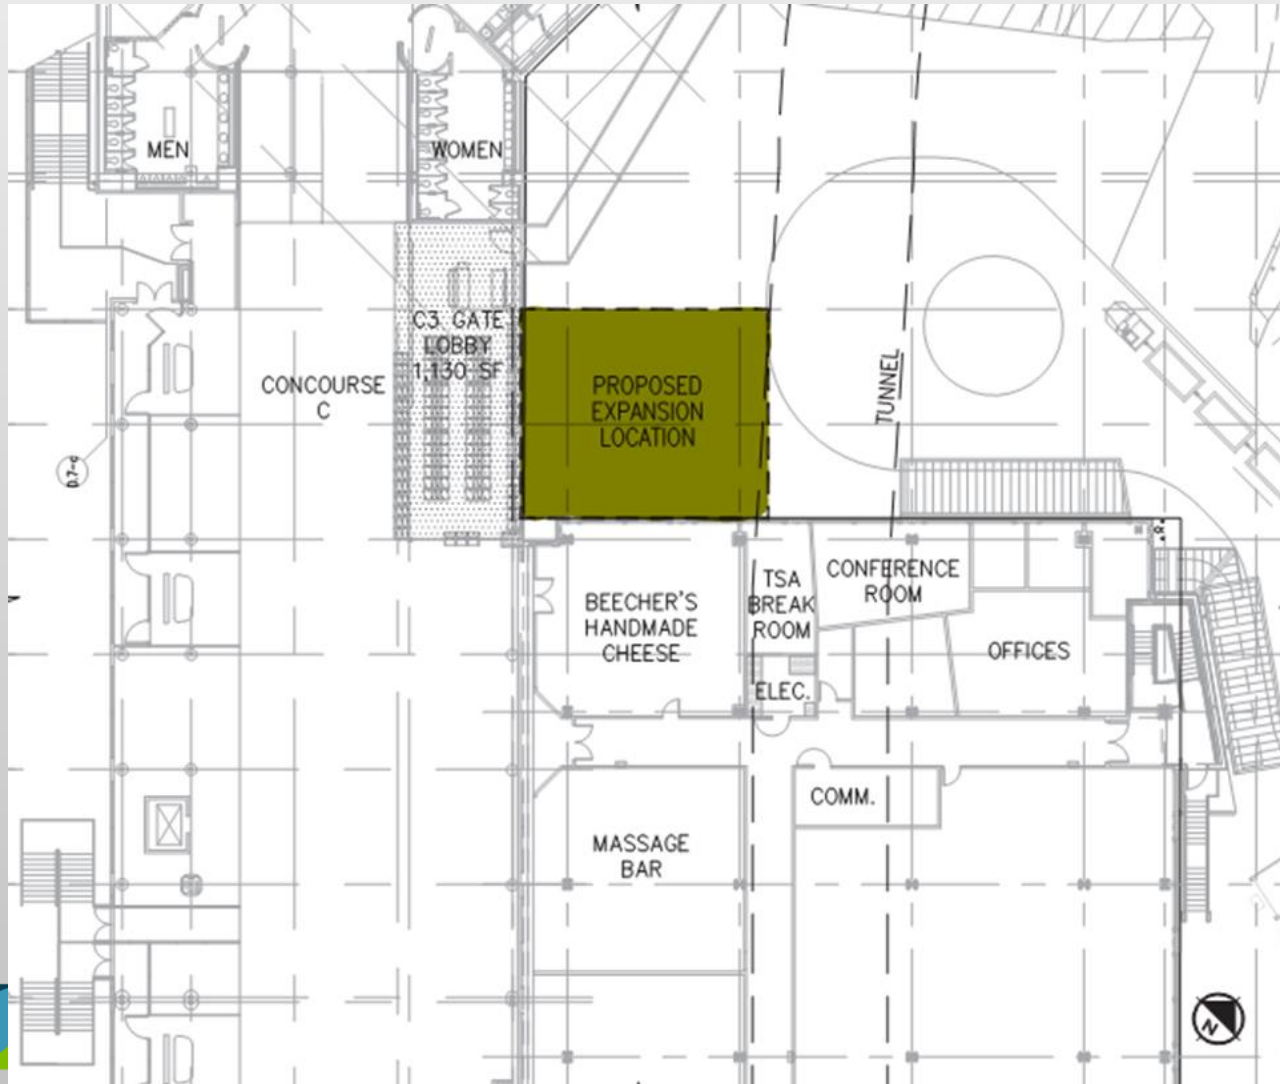 MEN
WOMEN
C3 GATE
LOBBY
1,130 SF
CONCOURSE
C
PROPOSED
EXPANSION
LOCATION
TUNNEL
D.7-c
BEECHER'S
HANDMADE
CHEESE
TSA
BREAK
ROOM
CONFERENCE
ROOM
OFFICES
ELEC.
COMM.
MASSAGE
BAR
N